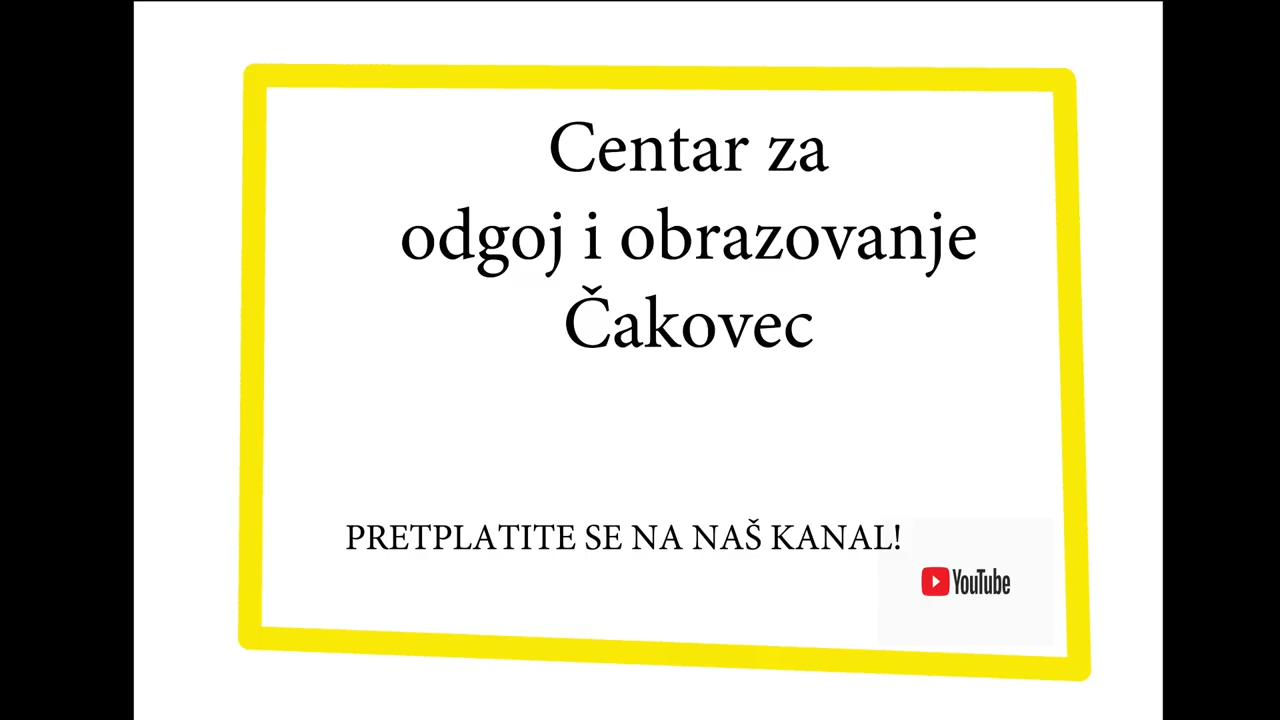 Centar za
odgoj i obrazovanje
Čakovec
PRETPLATITE SE NA NAŠ KANAL!
YouTube